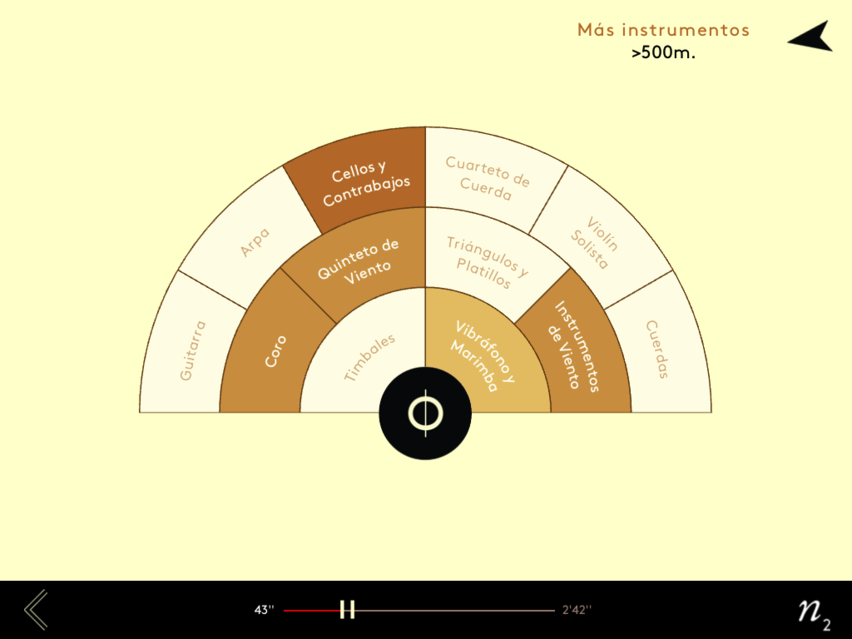 Más instrumentos
>500m.
Cellos y
Contrabajos
Cuarteto de
Cuerda
Arpa
Violín
Solista
Quinteto de
Viento
Triángulos y
Platillos
Guitarra
Coro
Timbales
Vibráfono y
Marimba
Instrumentos
de Viento
Cuerdas
43''
2'42''
n2